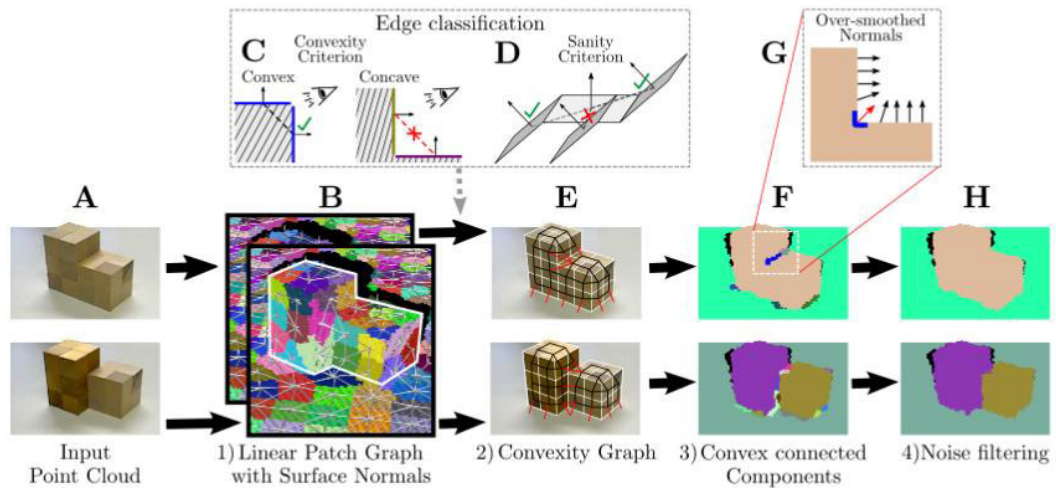 Edge classification
C
Convexity
Criterion
Convex
Concave
D
Sanity
Criterion
G
Over-smoothed
Normals
A
B
E
F
H
Input
Point Cloud
1) Linear Patch Graph
with Surface Normals
2) Convexity Graph
3) Convex connected
Components
4) Noise filtering